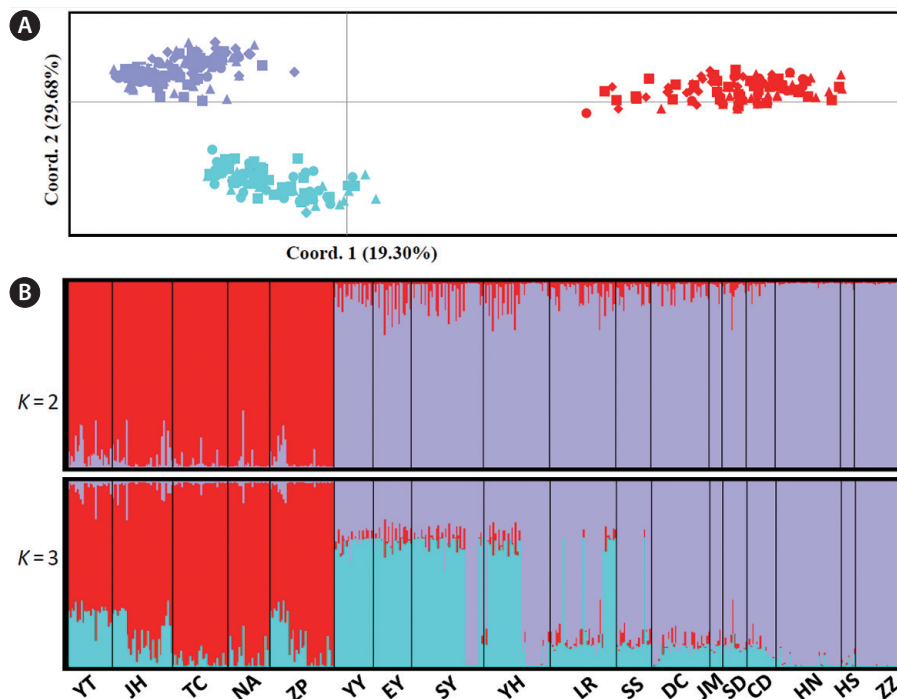 A
Coord. 2 (29.68%)
Coord. 1 (19.30%)
B
K = 2
K = 3
YT JH TC NA ZP YY EY SY YH LR SS DC JM SD CD HN HS ZZ